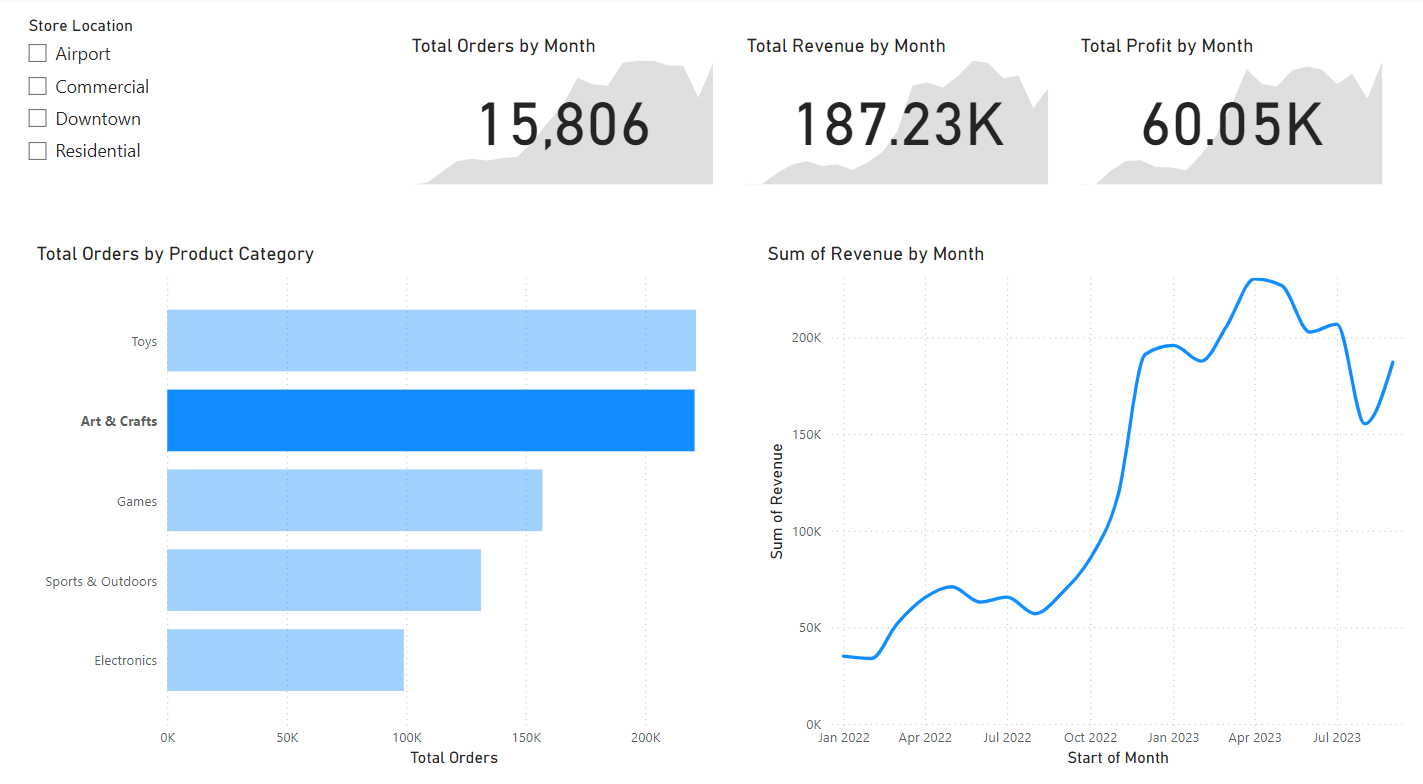 Store Location
Airport
Commercial
Downtown
Residential
Total Orders by Month
15,806
Total Revenue by Month
187.23K
Total Profit by Month
60.05K
Total Orders by Product Category
Toys
Art & Crafts
Games
Sports & Outdoors
Electronics
0K 50K 100K 150K 200K
Total Orders
Sum of Revenue by Month
Sum of Revenue
200K
150K
100K
50K
0K
Jan 2022 Apr 2022 Jul 2022 Oct 2022 Jan 2023 Apr 2023 Jul 2023
Start of Month